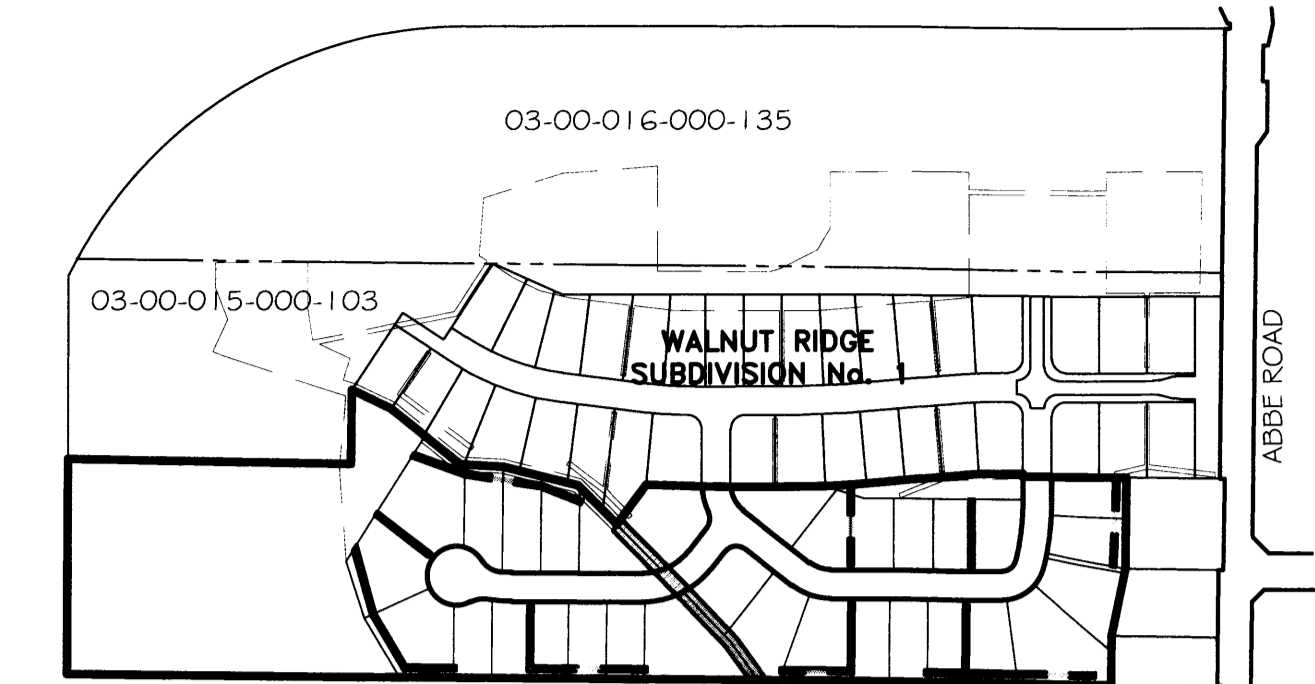 03-00-016-000-135
03-00-015-000-103
WALNUT RIDGE
SUBDIVISION No. 1
ABBE ROAD